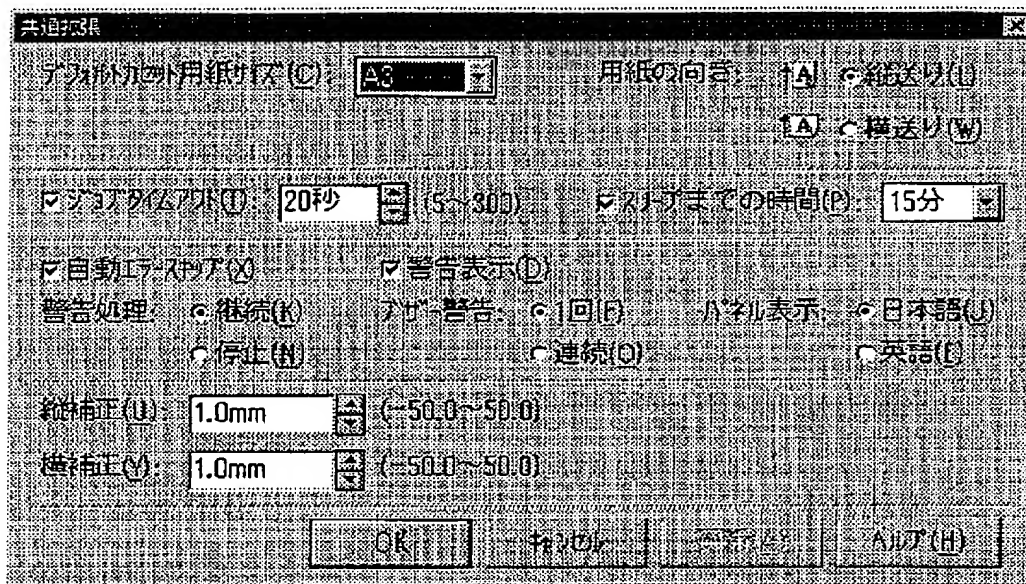 共通拡張
デフォルトカセット用紙サイズ(C): A3 用紙の向き: A 縦送り(L)
A 横送り(W)
ジョブタイムアウト(T): 20秒 (5~300) スリープまでの時間(P): 15分
自動エラースキップ(X) 警告表示(D)
警告処理: 継続(K) ブザー警告: 1回(F) パネル表示: 日本語(J)
停止(N) 連続(O) 英語(E)
縦補正(U): 1.0mm (-50.0~50.0)
横補正(V): 1.0mm (-50.0~50.0)
OK キャンセル ヘルプ(H)